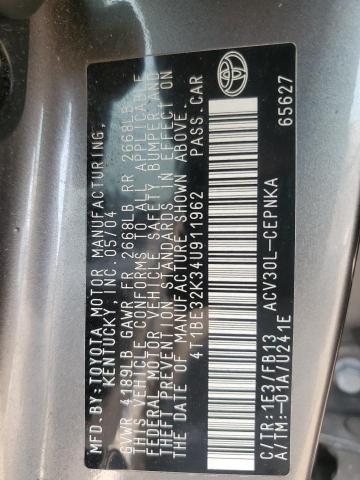 MFD.BY:TOYOTA MOTOR MANUFACTURING,
KENTUCKY, INC. 05/04
GVWR 4189LB GAWR FR 2668LB RR 2668LB
THIS VEHICLE CONFORMS TO ALL APPLICABLE
FEDERAL MOTOR VEHICLE SAFETY,BUMPER,AND
THEFT PREVENTION STANDARDS IN EFFECT ON
THE DATE OF MANUFACTURE SHOWN ABOVE.
4T1BE32K34U911962 PASS.CAR
C/TR:1E3/FB13 ACV30L-CEPNKA
A/TM:-01A/U241E 65627